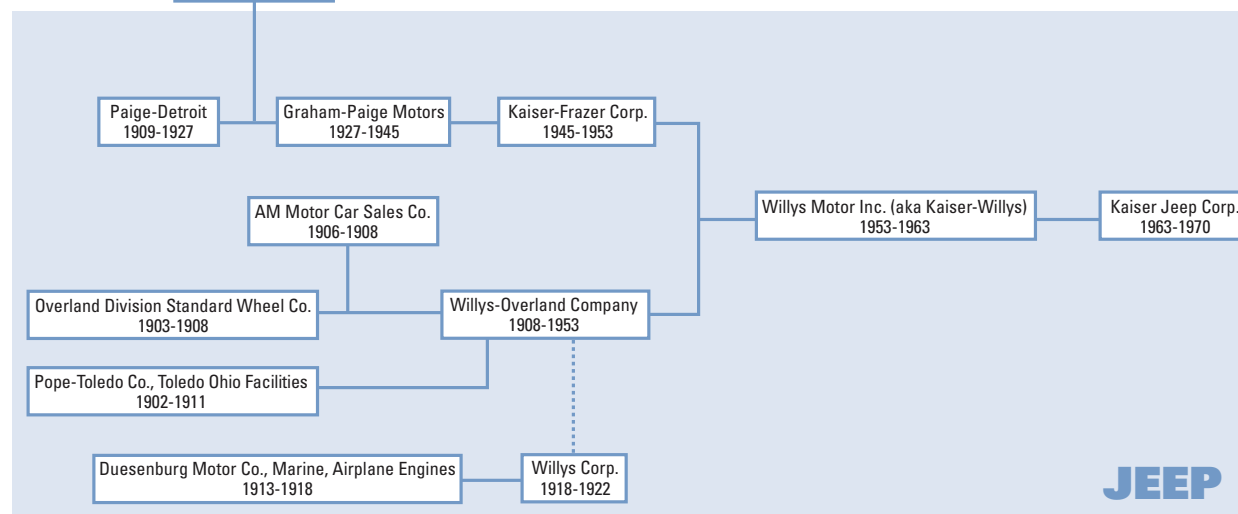 Paige-Detroit
1909-1927
Graham-Paige Motors
1927-1945
Kaiser-Frazer Corp.
1945-1953
AM Motor Car Sales Co.
1906-1908
Willys Motor Inc. (aka Kaiser-Willys)
1953-1963
Kaiser Jeep Corp.
1963-1970
Overland Division Standard Wheel Co.
1903-1908
Willys-Overland Company
1908-1953
Pope-Toledo Co., Toledo Ohio Facilities
1902-1911
Duesenburg Motor Co., Marine, Airplane Engines
1913-1918
Willys Corp.
1918-1922
JEEP